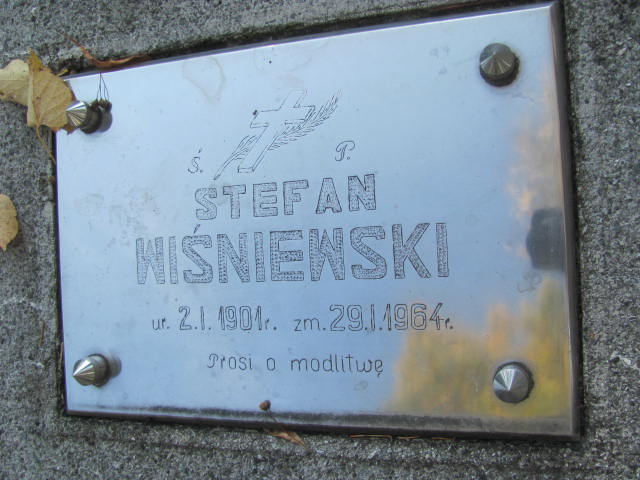 Ś. P.
STEFAN
WIŚNIEWSKI
ur. 2.I.1901r. zm. 29.I.1964r.
Prosi o modlitwę